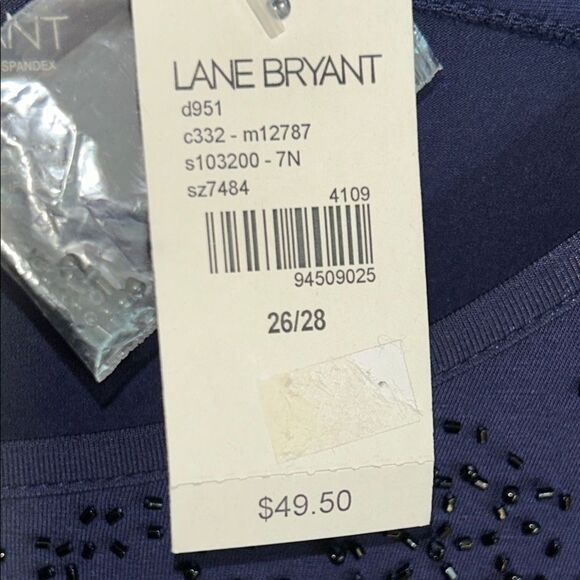 ANT
SPANDEX
LANE BRYANT
d951
c332 - m12787
s103200 - 7N
sz7484
4109
94509025
26/28
$49.50